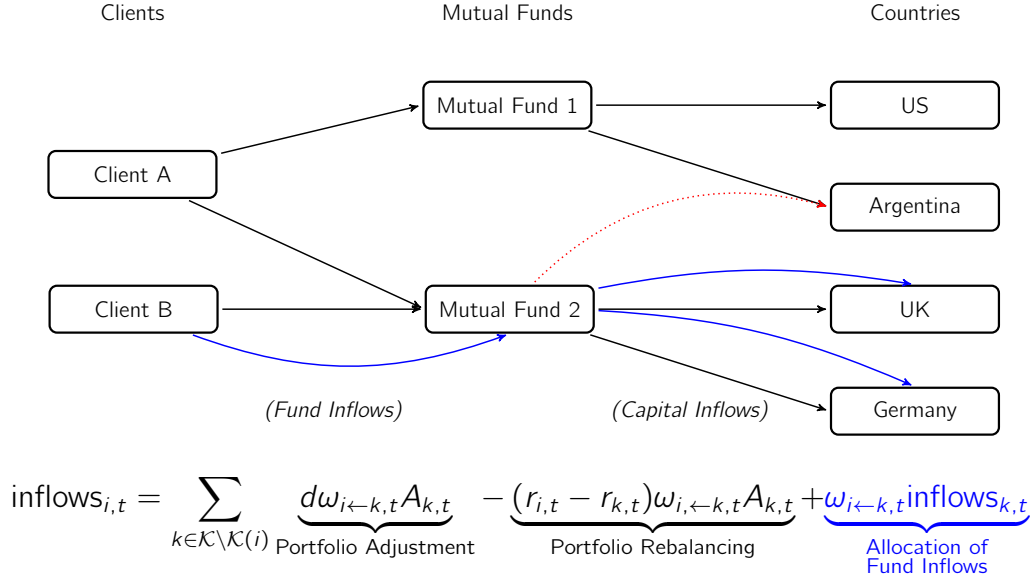 Clients Mutual Funds Countries
Mutual Fund 1 US
Client A
Argentina
Client B Mutual Fund 2 UK
(Fund Inflows) (Capital Inflows) Germany
inflows_{i,t} = ∑_{k∈𝒦\𝒦(i)} dω_{i←k,t}A_{k,t} −(r_{i,t} − r_{k,t})ω_{i,←k,t}A_{k,t} +ω_{i←k,t}inflows_{k,t}
Portfolio Adjustment Portfolio Rebalancing Allocation of
Fund Inflows